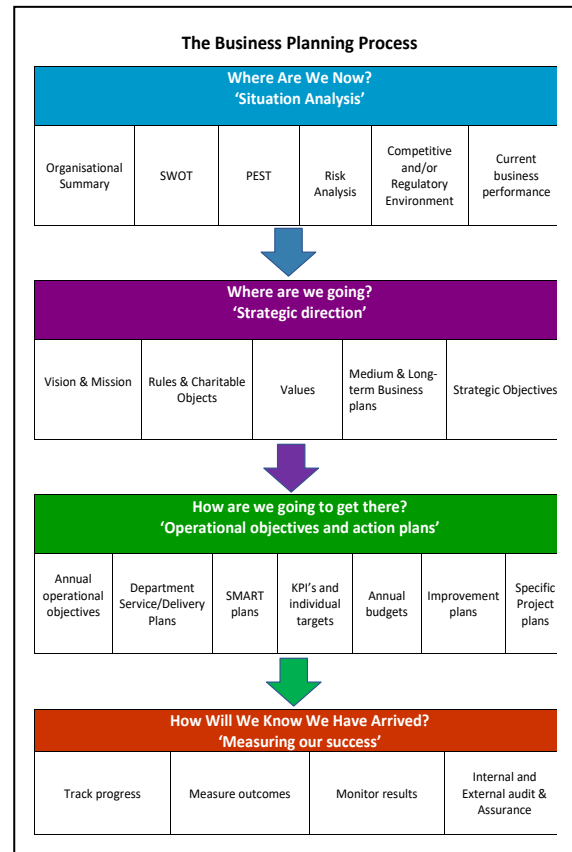 The Business Planning Process
Where Are We Now?
‘Situation Analysis’
Organisational
Summary
SWOT
PEST
Risk
Analysis
Competitive
and/or
Regulatory
Environment
Current
business
performance
Where are we going?
‘Strategic direction’
Vision & Mission
Rules & Charitable
Objects
Values
Medium & Long-
term Business
plans
Strategic Objectives
How are we going to get there?
‘Operational objectives and action plans’
Annual
operational
objectives
Department
Service/Delivery
Plans
SMART
plans
KPI’s and
individual
targets
Annual
budgets
Improvement
plans
Specific
Project
plans
How Will We Know We Have Arrived?
‘Measuring our success’
Track progress
Measure outcomes
Monitor results
Internal and
External audit &
Assurance